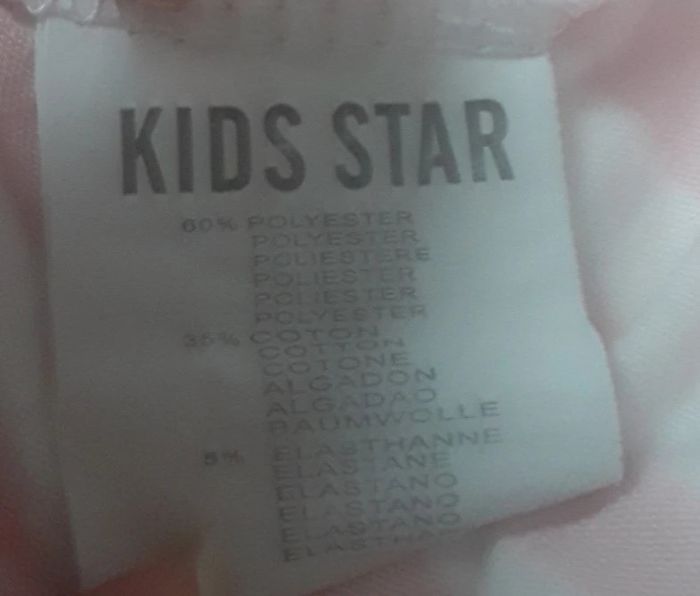 KIDS STAR
60% POLYESTER
POLYESTER
POLIESTERE
POLIESTER
POLIESTER
POLYESTER
35% COTON
COTTON
COTONE
ALGADON
ALGADAO
BAUMWOLLE
5% ELASTHANNE
ELASTANE
ELASTANO
ELASTANO
ELASTANO